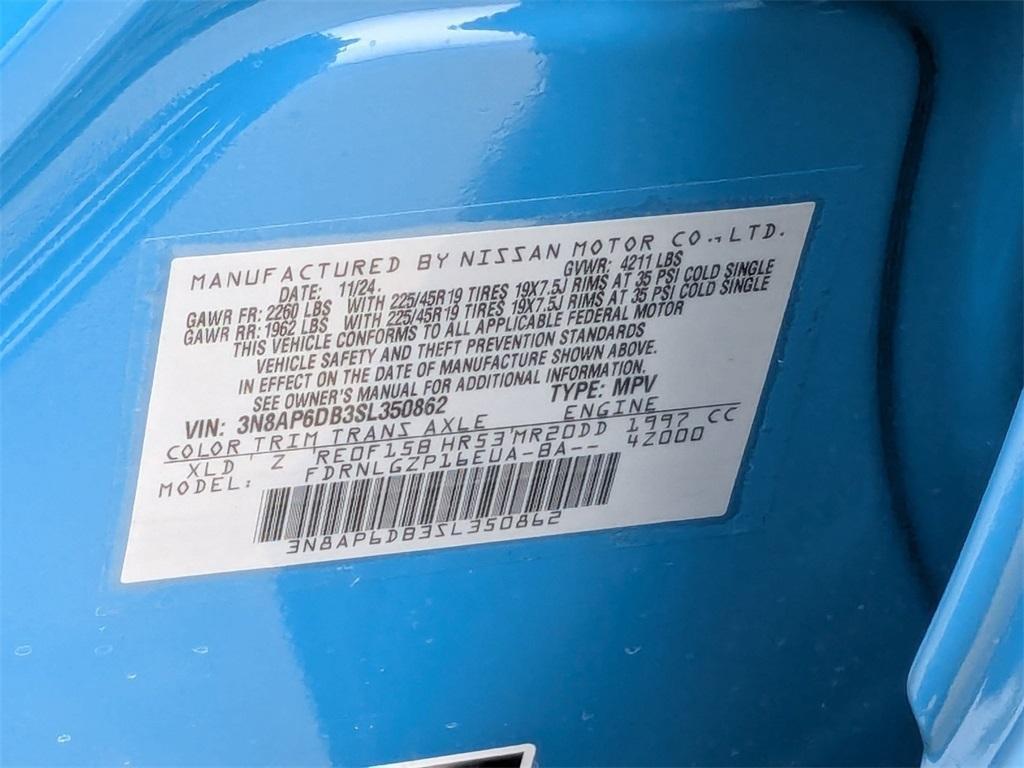 MANUFACTURED BY NISSAN MOTOR CO., LTD.
DATE: 11/24. GVWR: 4211 LBS
GAWR FR: 2260 LBS WITH 225/45R19 TIRES 19X7.5J RIMS AT 35 PSI COLD SINGLE
GAWR RR: 1962 LBS WITH 225/45R19 TIRES 19X7.5J RIMS AT 35 PSI COLD SINGLE
THIS VEHICLE CONFORMS TO ALL APPLICABLE FEDERAL MOTOR
VEHICLE SAFETY AND THEFT PREVENTION STANDARDS
IN EFFECT ON THE DATE OF MANUFACTURE SHOWN ABOVE.
SEE OWNER'S MANUAL FOR ADDITIONAL INFORMATION.
VIN: 3N8AP6DB3SL350862 TYPE: MPV
COLOR TRIM TRANS AXLE ENGINE
XLD Z RE0F15B HR53 MR20DD 1997 CC
MODEL: FDRNLGZP16EUA-BA-- 42000
3N8AP6DB3SL350862